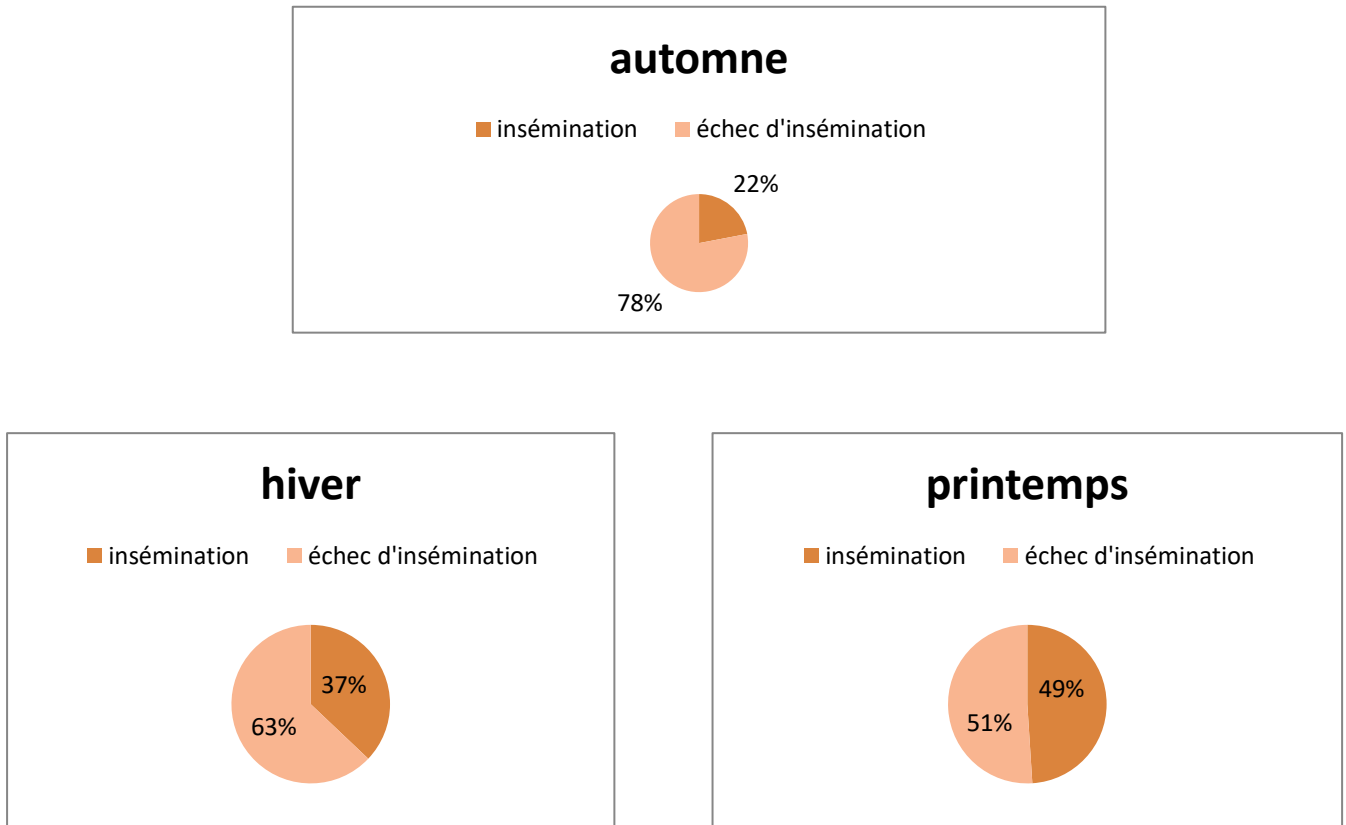 automne
insémination échec d'insémination
22%
78%
hiver
insémination échec d'insémination
37%
63%
printemps
insémination échec d'insémination
49%
51%